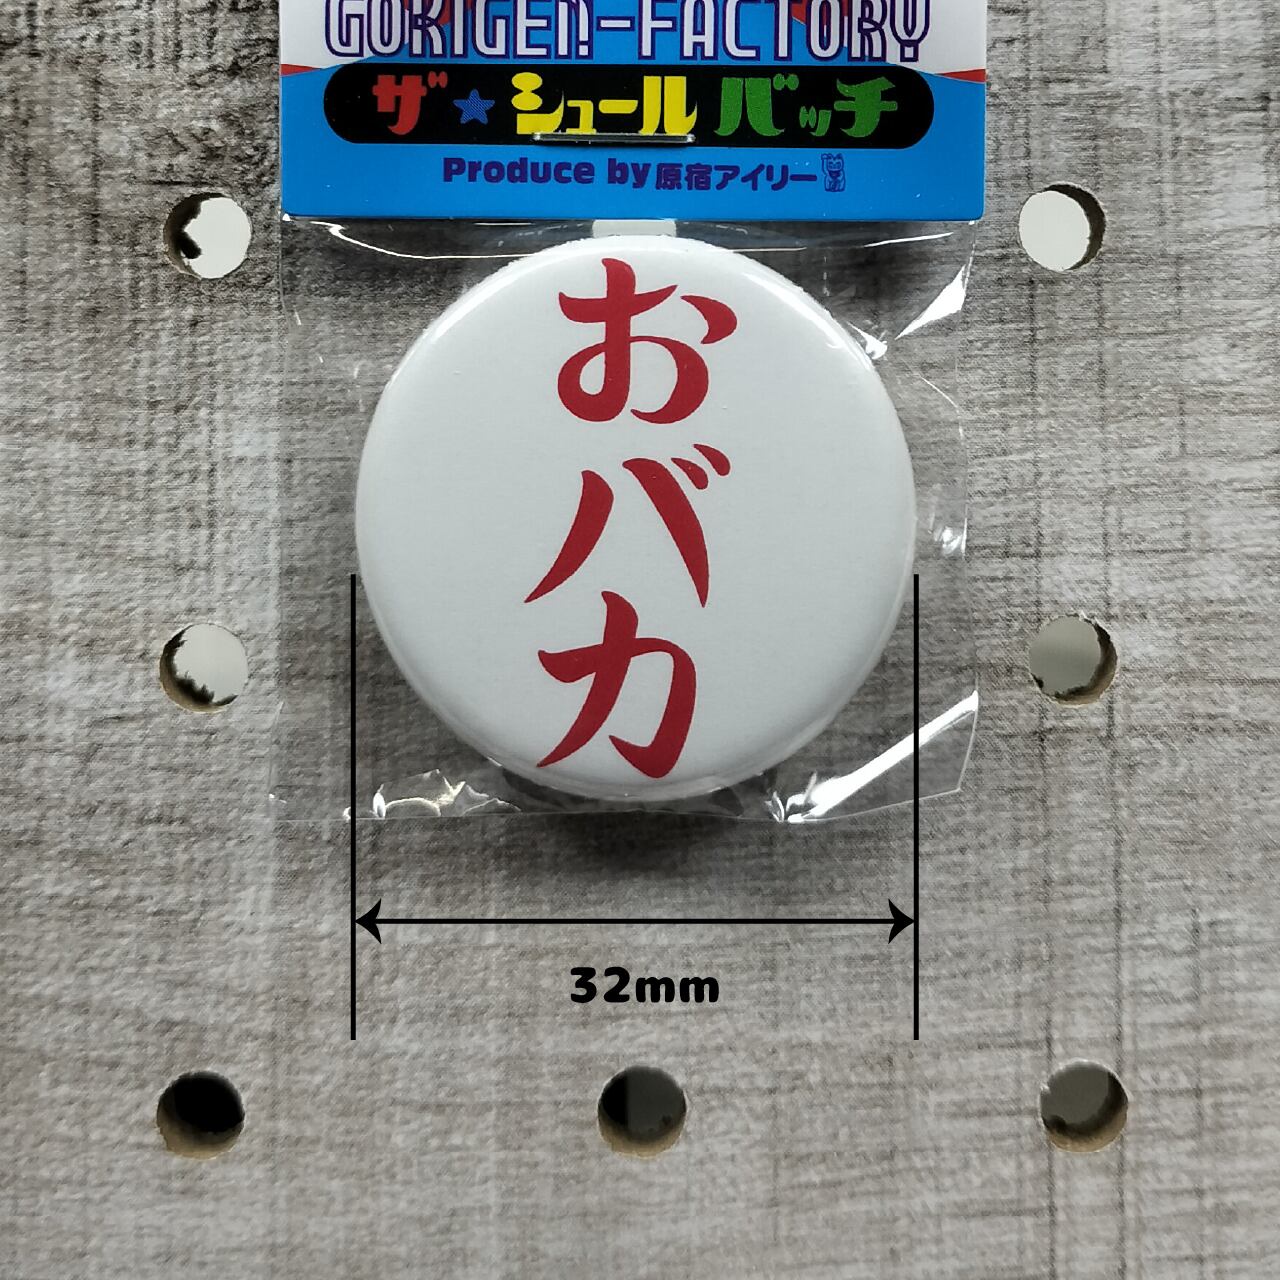 GOKIGEN-FACTORY
ザ★シュールバッチ
Produce by 原宿アイリー
おバカ
32mm